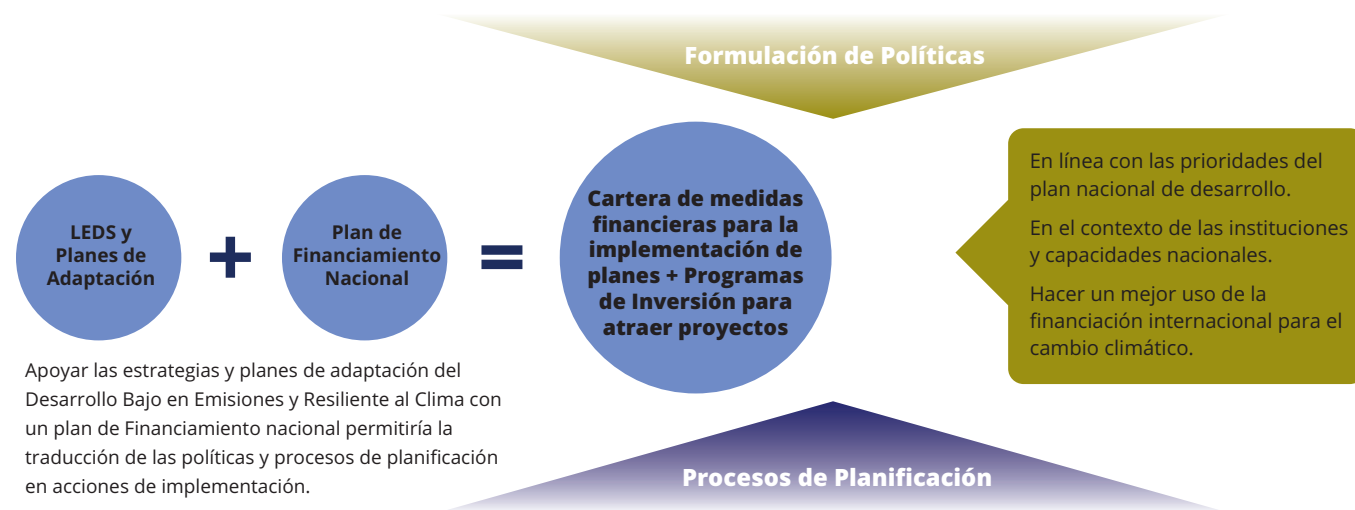 Formulación de Políticas
LEDS y
Planes de
Adaptación
+
Plan de
Financiamiento
Nacional
=
Cartera de medidas
financieras para la
implementación de
planes + Programas
de Inversión para
atraer proyectos
En línea con las prioridades del
plan nacional de desarrollo.
En el contexto de las instituciones
y capacidades nacionales.
Hacer un mejor uso de la
financiación internacional para el
cambio climático.
Apoyar las estrategias y planes de adaptación del
Desarrollo Bajo en Emisiones y Resiliente al Clima con
un plan de Financiamiento nacional permitiría la
traducción de las políticas y procesos de planificación
en acciones de implementación.
Procesos de Planificación